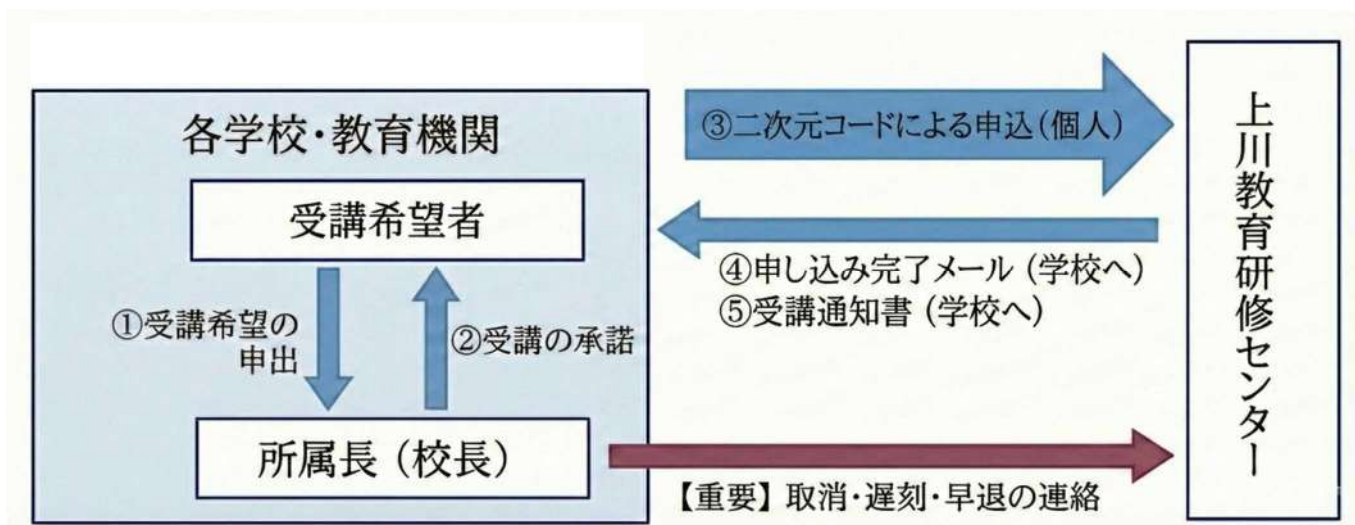 各学校・教育機関
受講希望者
①受講希望の
申出
②受講の承諾
所属長（校長）
③二次元コードによる申込（個人）
④申し込み完了メール（学校へ）
⑤受講通知書（学校へ）
【重要】取消・遅刻・早退の連絡
上川教育研修センター